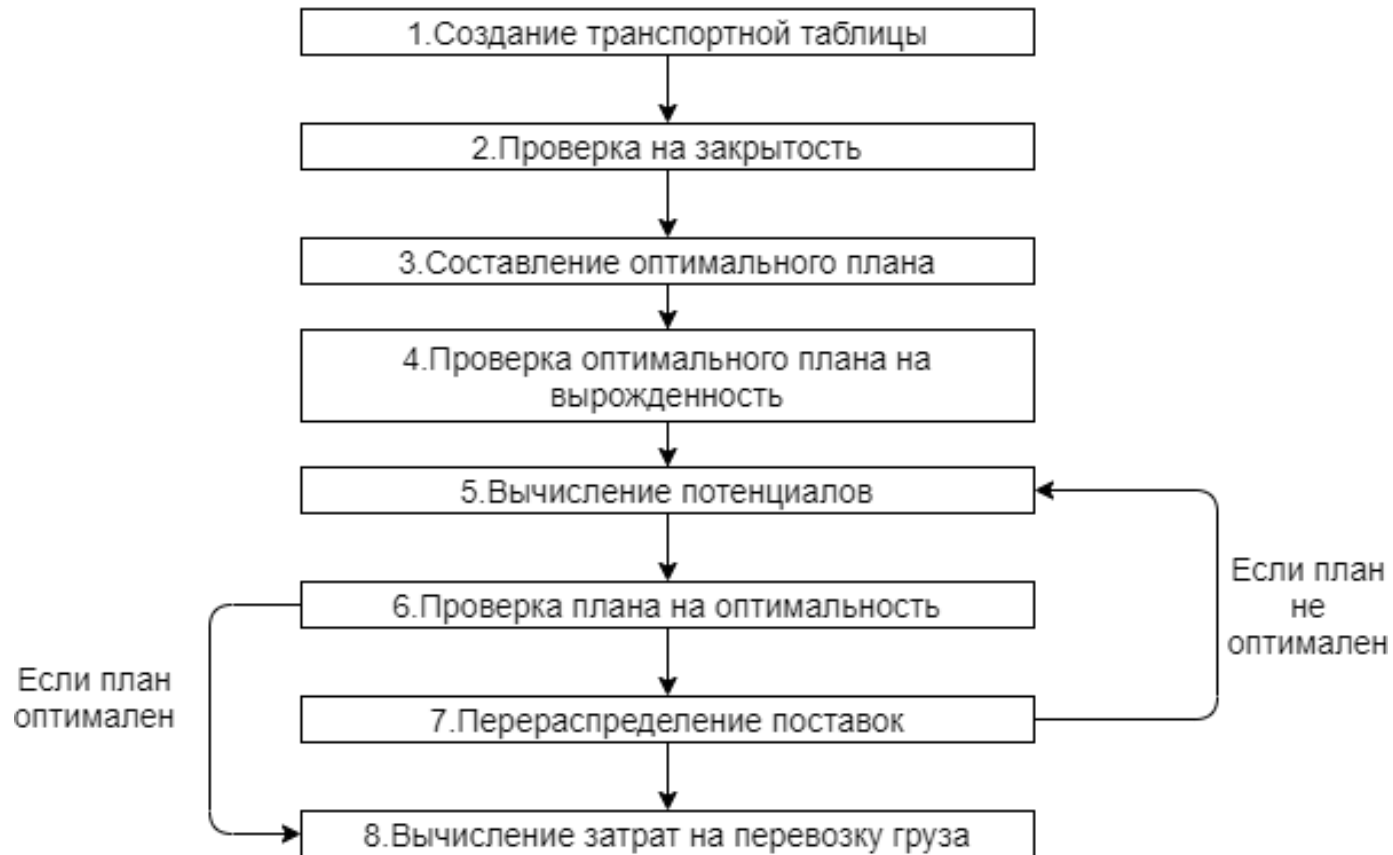 1.Создание транспортной таблицы
2.Проверка на закрытость
3.Составление оптимального плана
4.Проверка оптимального плана на
вырожденность
5.Вычисление потенциалов
Если план
не
оптимален
6.Проверка плана на оптимальность
Если план
оптимален
7.Перераспределение поставок
8.Вычисление затрат на перевозку груза